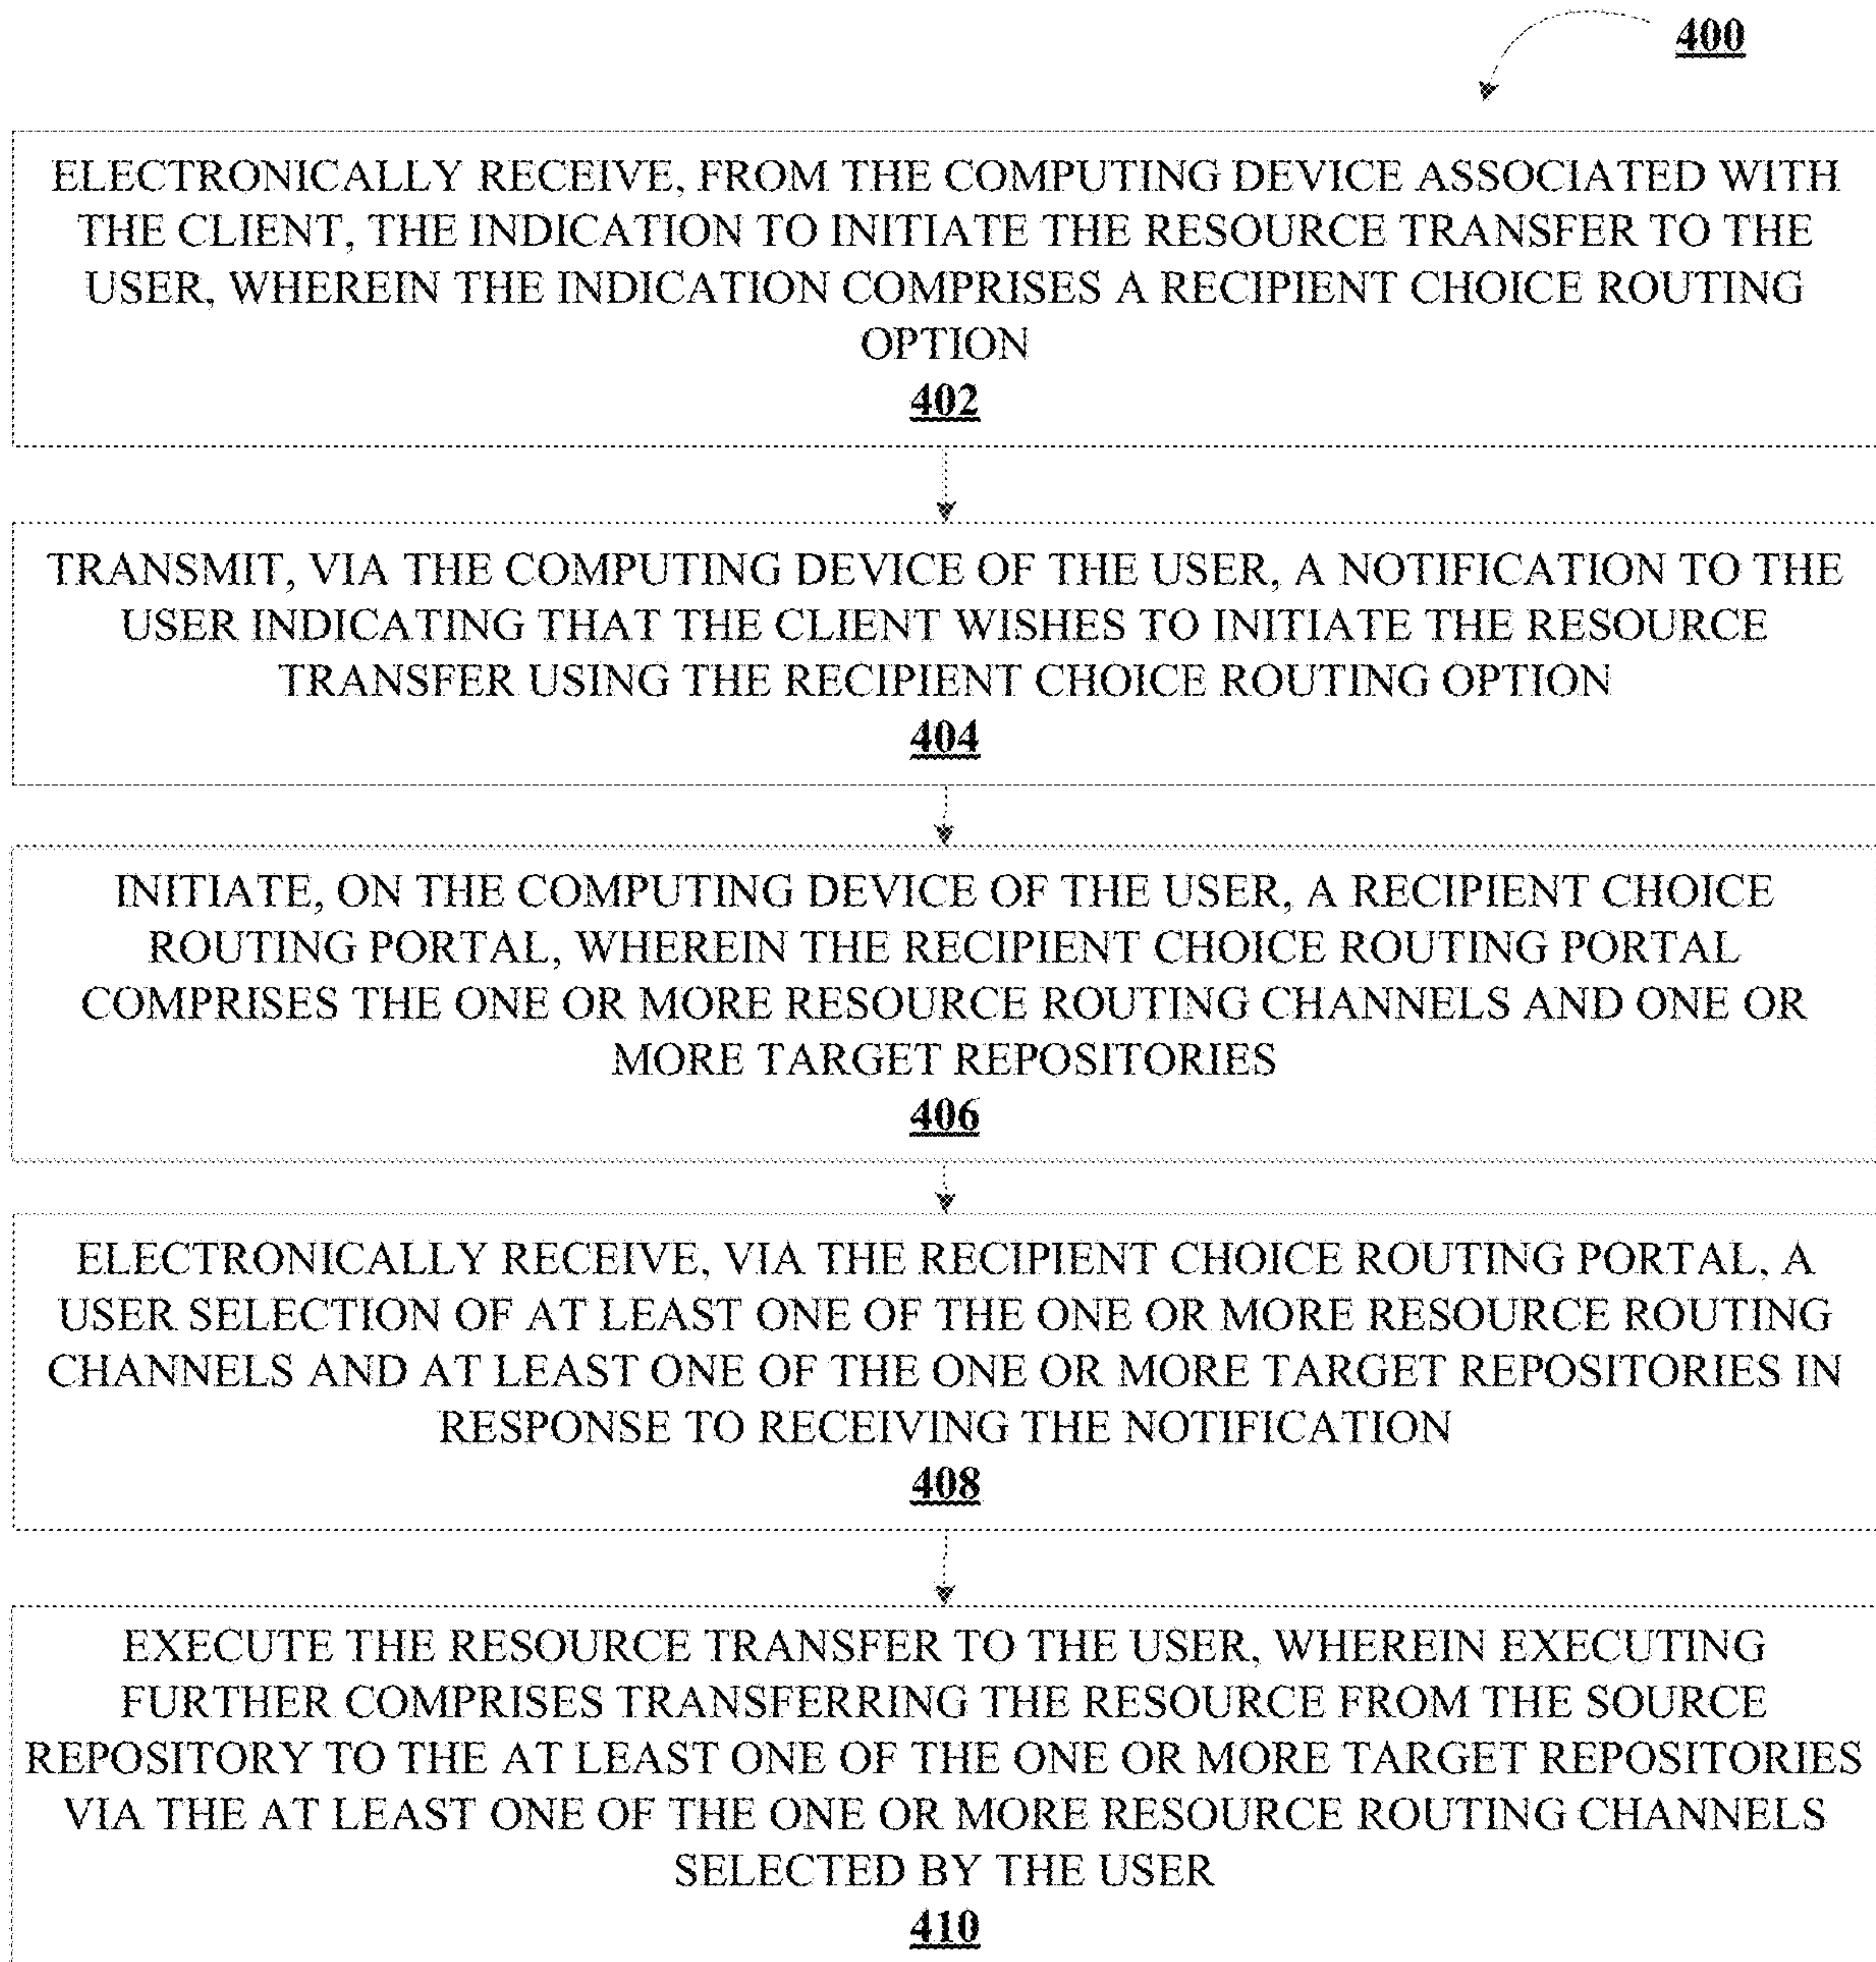 400
ELECTRONICALLY RECEIVE, FROM THE COMPUTING DEVICE ASSOCIATED WITH
THE CLIENT, THE INDICATION TO INITIATE THE RESOURCE TRANSFER TO THE
USER, WHEREIN THE INDICATION COMPRISES A RECIPIENT CHOICE ROUTING
OPTION
402
TRANSMIT, VIA THE COMPUTING DEVICE OF THE USER, A NOTIFICATION TO THE
USER INDICATING THAT THE CLIENT WISHES TO INITIATE THE RESOURCE
TRANSFER USING THE RECIPIENT CHOICE ROUTING OPTION
404
INITIATE, ON THE COMPUTING DEVICE OF THE USER, A RECIPIENT CHOICE
ROUTING PORTAL, WHEREIN THE RECIPIENT CHOICE ROUTING PORTAL
COMPRISES THE ONE OR MORE RESOURCE ROUTING CHANNELS AND ONE OR
MORE TARGET REPOSITORIES
406
ELECTRONICALLY RECEIVE, VIA THE RECIPIENT CHOICE ROUTING PORTAL, A
USER SELECTION OF AT LEAST ONE OF THE ONE OR MORE RESOURCE ROUTING
CHANNELS AND AT LEAST ONE OF THE ONE OR MORE TARGET REPOSITORIES IN
RESPONSE TO RECEIVING THE NOTIFICATION
408
EXECUTE THE RESOURCE TRANSFER TO THE USER, WHEREIN EXECUTING
FURTHER COMPRISES TRANSFERRING THE RESOURCE FROM THE SOURCE
REPOSITORY TO THE AT LEAST ONE OF THE ONE OR MORE TARGET REPOSITORIES
VIA THE AT LEAST ONE OF THE ONE OR MORE RESOURCE ROUTING CHANNELS
SELECTED BY THE USER
410